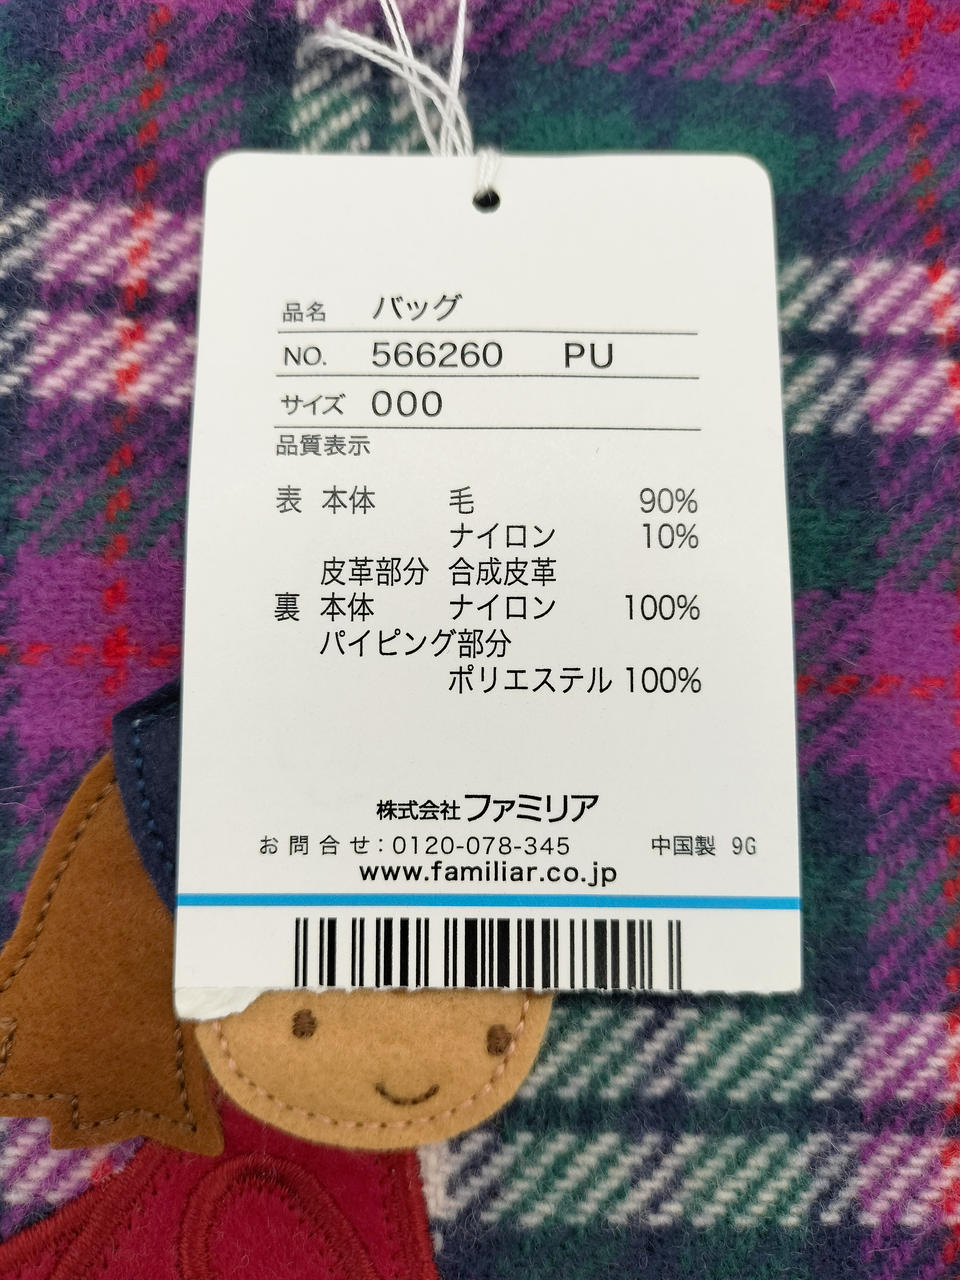 品名 バッグ
NO. 566260 PU
サイズ 000
品質表示
表 本体 毛 90%
ナイロン 10%
皮革部分 合成皮革
裏 本体 ナイロン 100%
パイピング部分
ポリエステル 100%
株式会社ファミリア
お問合せ：0120-078-345 中国製 9G
www.familiar.co.jp